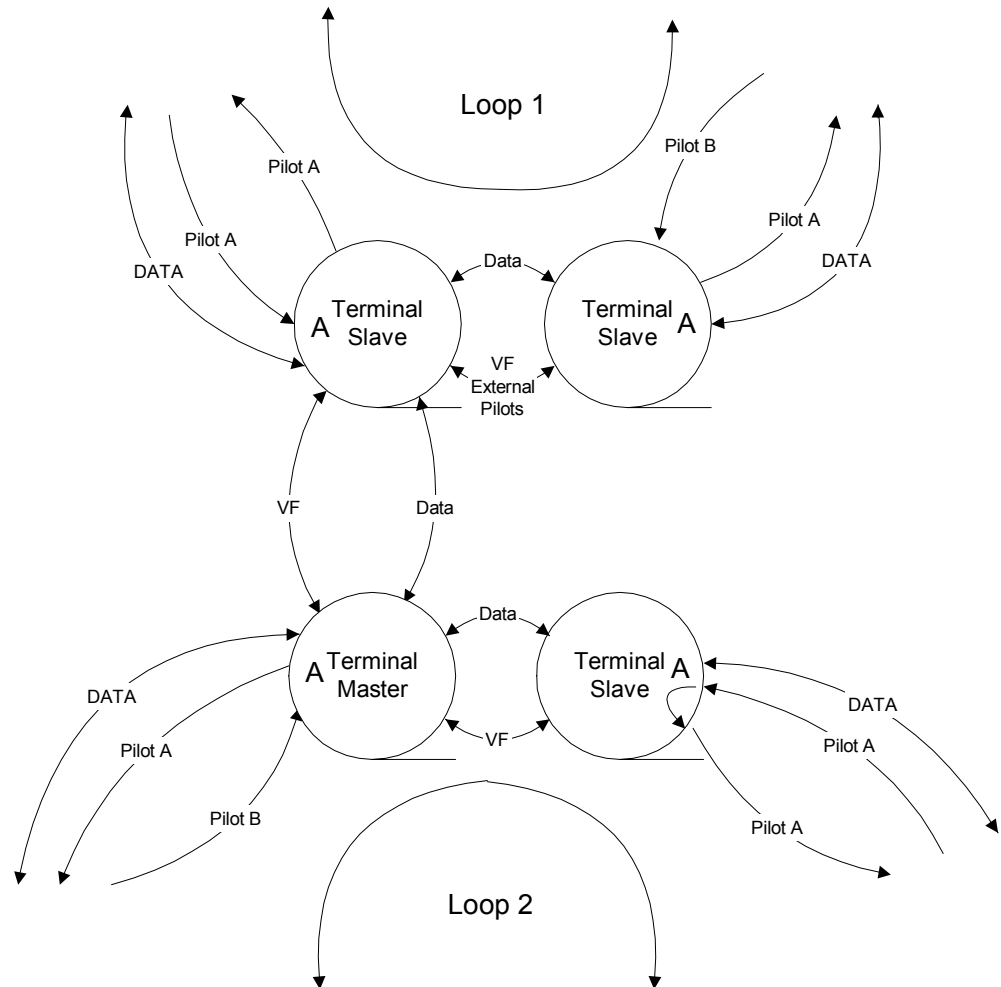 Loop 1
Pilot A
Pilot B
Pilot A
Pilot A
DATA
DATA
Data
A
Terminal
Slave
Terminal
Slave
A
VF
External
Pilots
VF
Data
Data
A
Terminal
Master
Terminal
Slave
A
DATA
DATA
Pilot A
VF
Pilot A
Pilot B
Pilot A
Loop 2